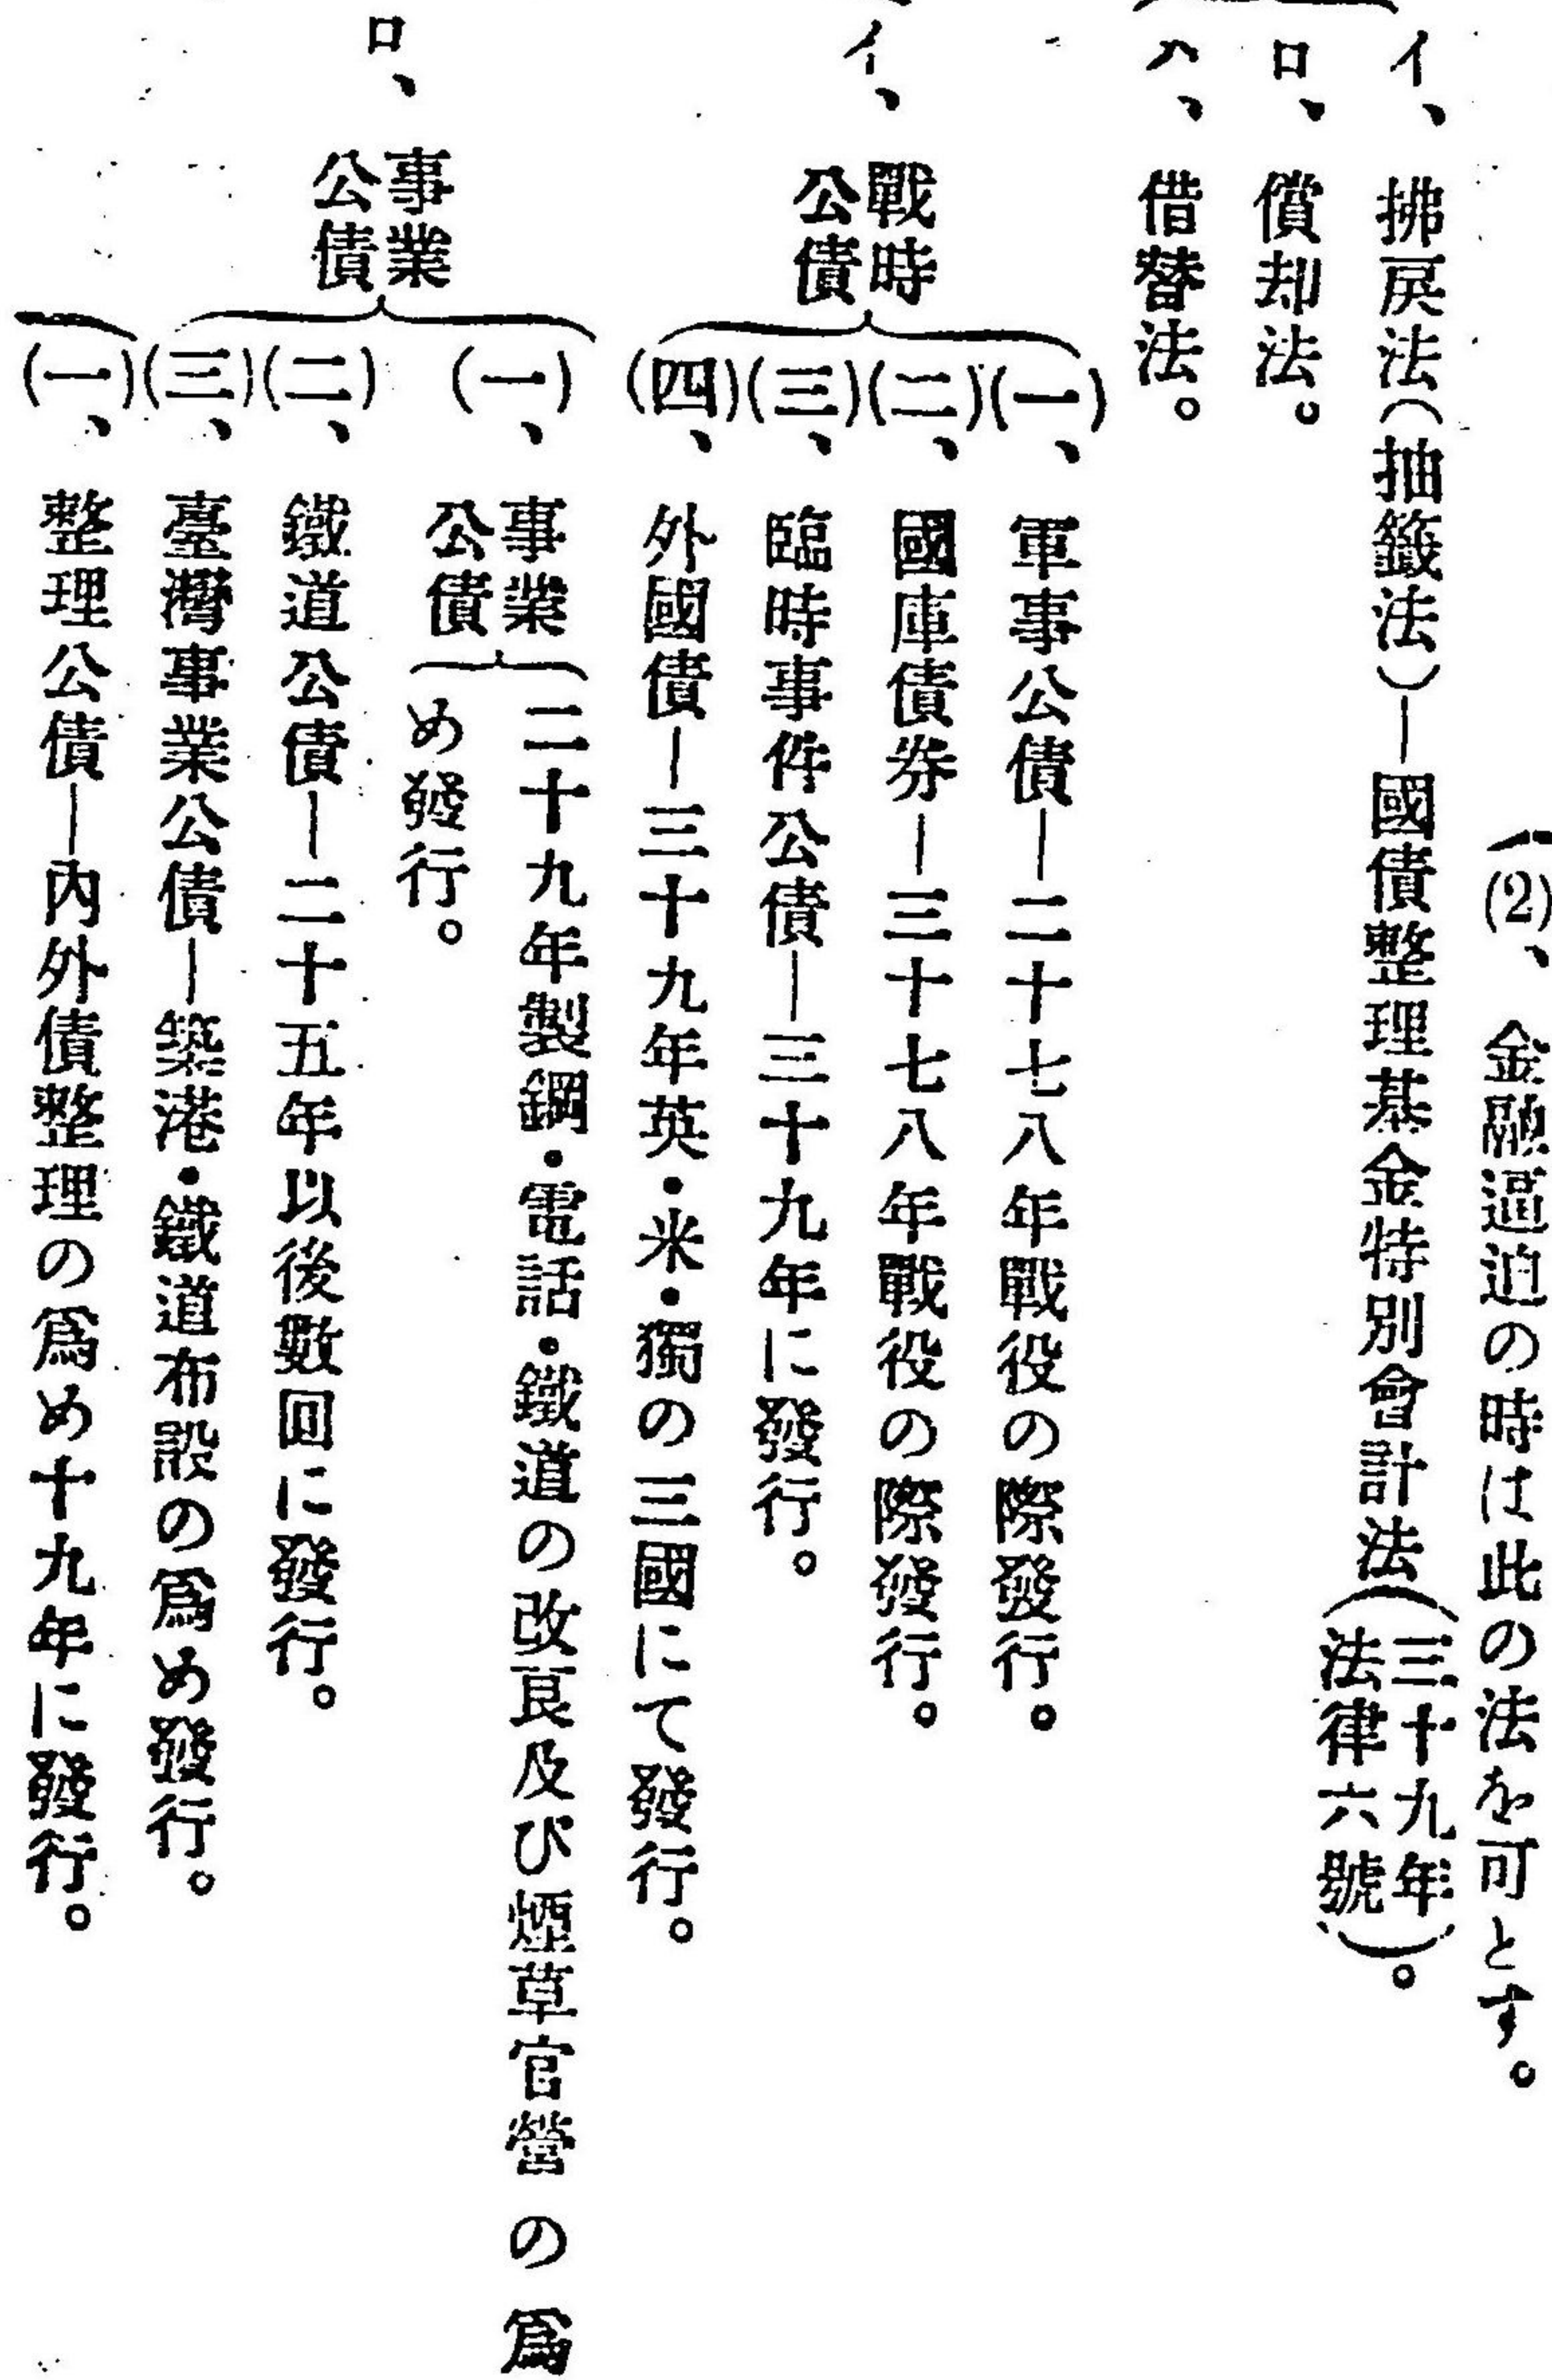 (2)、金融逼迫の時は此の法を可とす。
イ、拂戻法(抽籤法)―國債整理基金特別會計法(三十九年法律六號)。
ロ、償却法。
ハ、借替法。
イ、戰時公債
(一)、軍事公債―二十七八年戰役の際發行。
(二)、國庫債券―三十七八年戰役の際發行。
(三)、臨時事件公債―三十九年に發行。
(四)、外國債―三十九年英・米・獨の三國にて發行。
ロ、事業公債
(一)、事業公債
二十九年製鋼・電話・鐵道の改良及び煙草官營の爲
め發行。
(二)、鐵道公債―二十五年以後數回に發行。
(三)、臺灣事業公債―築港・鐵道布設の爲め發行。
(一)、整理公債―內外債整理の爲め十九年に發行。